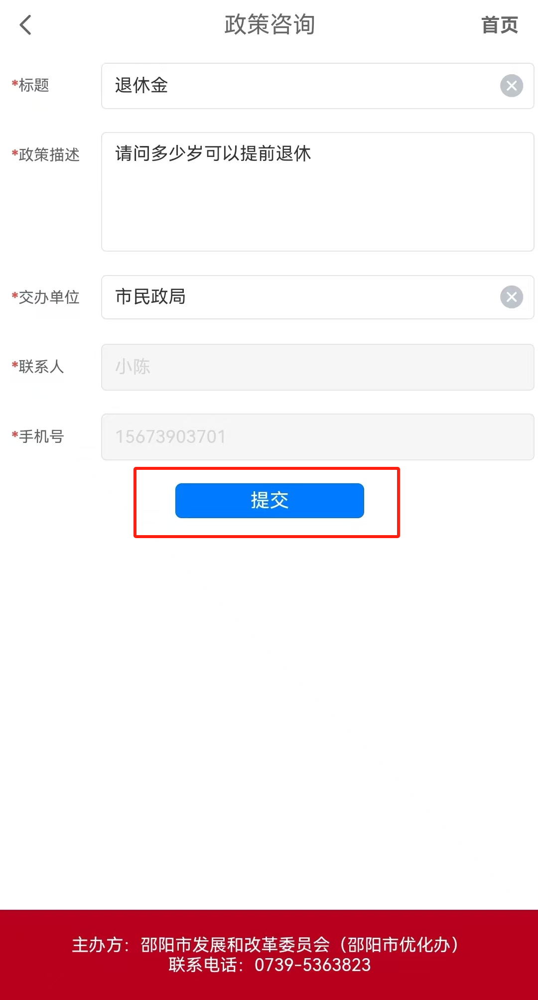 政策咨询
首页
*标题
退休金
*政策描述
请问多少岁可以提前退休
*交办单位
市民政局
*联系人
小陈
*手机号
15673903701
提交
主办方：邵阳市发展和改革委员会（邵阳市优化办）
联系电话：0739-5363823